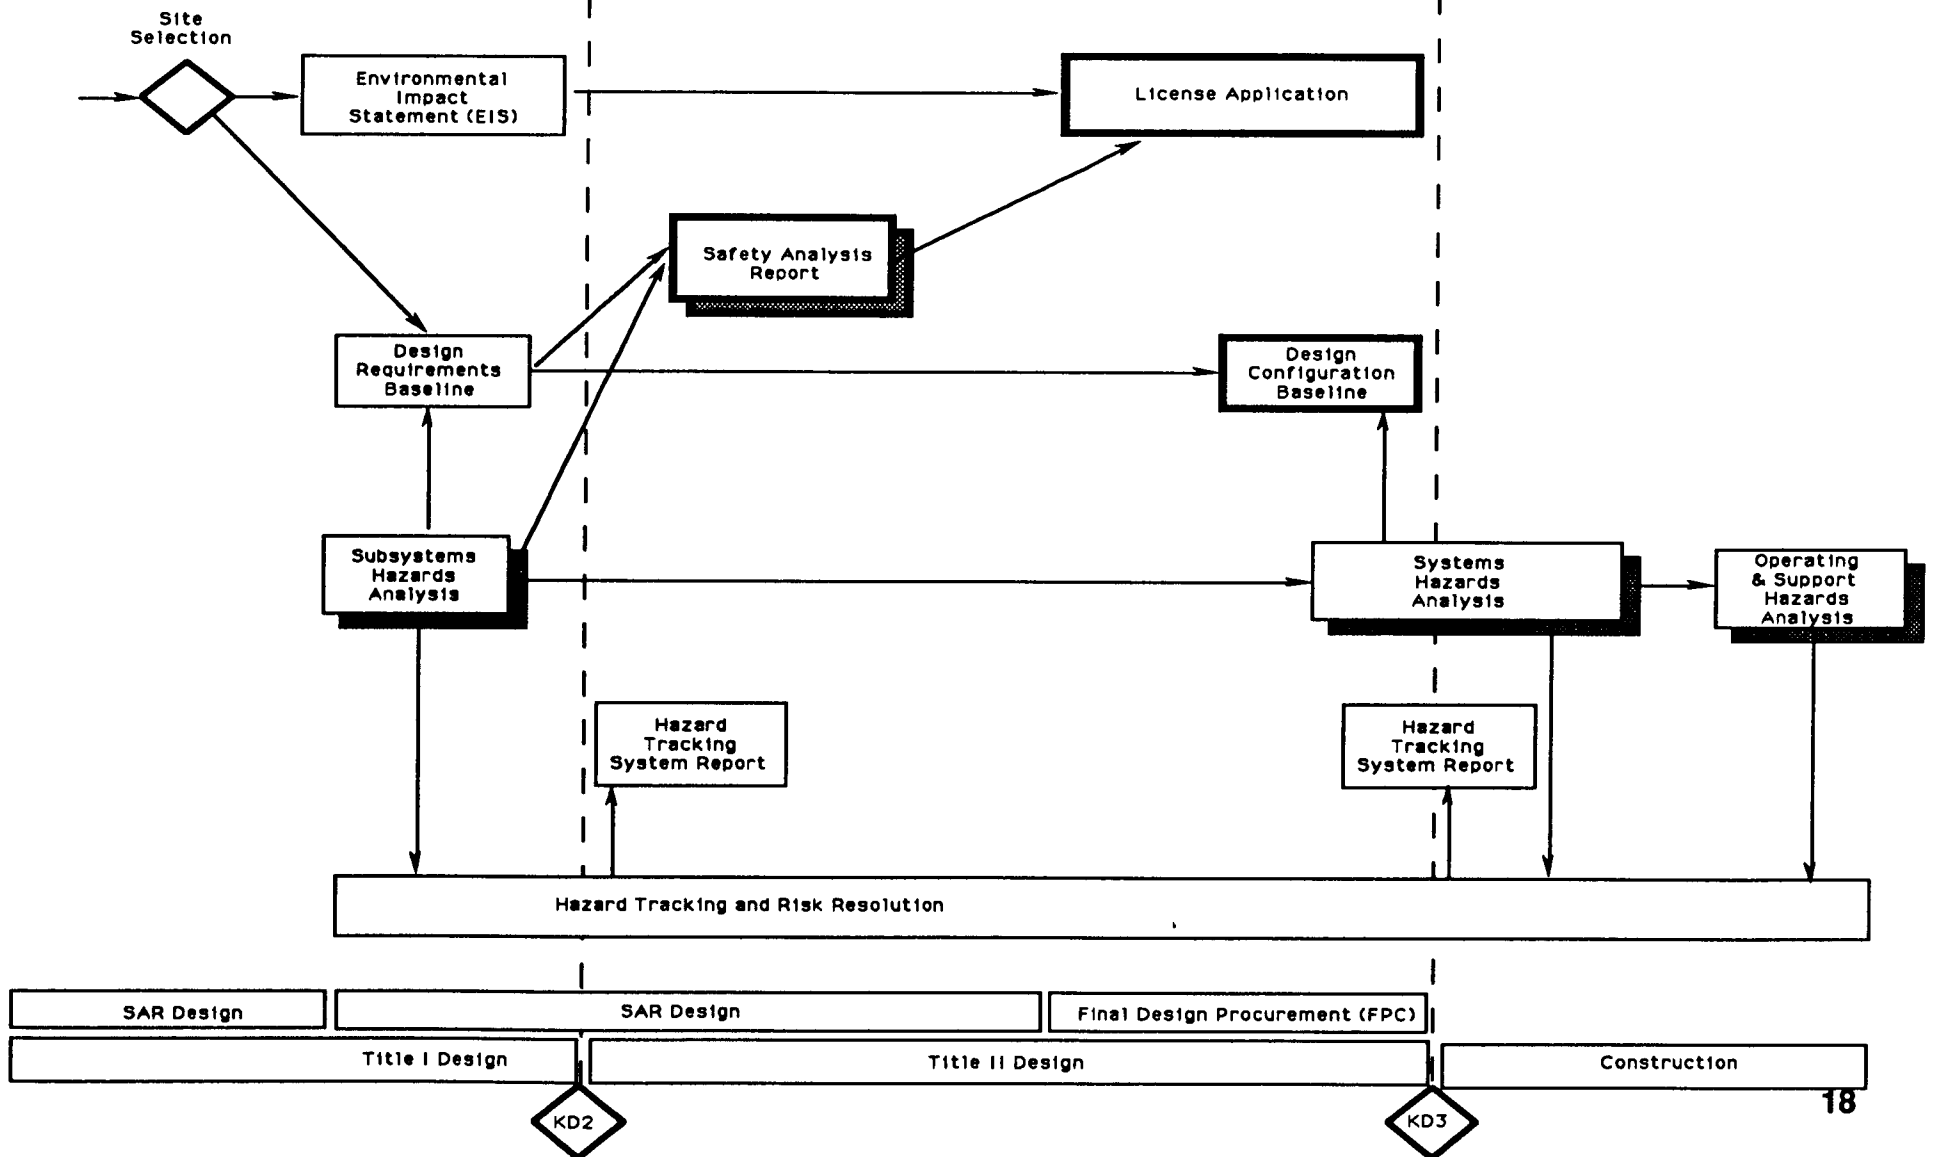 Site
Selection
Environmental
Impact
Statement (EIS)
License Application
Safety Analysis
Report
Design
Requirements
Baseline
Design
Configuration
Baseline
Subsystems
Hazards
Analysis
Systems
Hazards
Analysis
Operating
& Support
Hazards
Analysis
Hazard
Tracking
System Report
Hazard
Tracking
System Report
Hazard Tracking and Risk Resolution
SAR Design
SAR Design
Final Design Procurement (FPC)
Title I Design
Title II Design
Construction
18
KD2
KD3